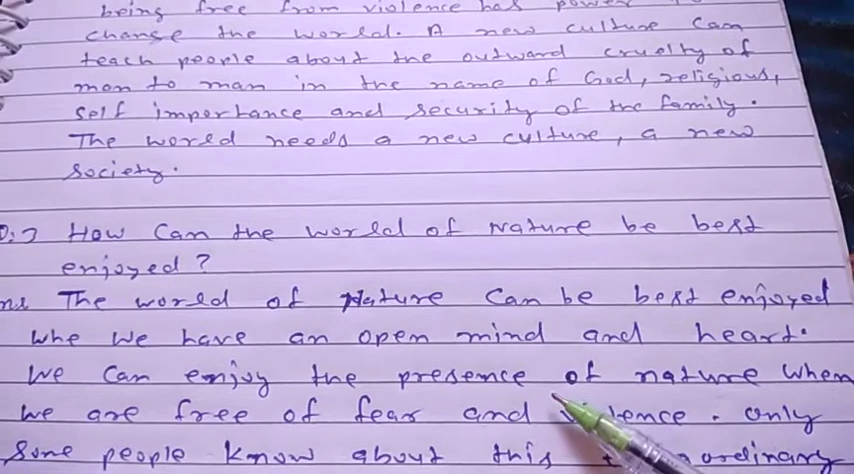 being free from violence has power
change the world. A new culture can
teach people about the outward cruelty of
man to man in the name of God, religious,
self importance and security of the family.
The world needs a new culture, a new
society.
How Can the world of Nature be best
enjoyed?
The world of Nature can be best enjoyed
whe we have an open mind and heart.
We can enjoy the presence of nature when
we are free of fear and violence. only
Some people know about this